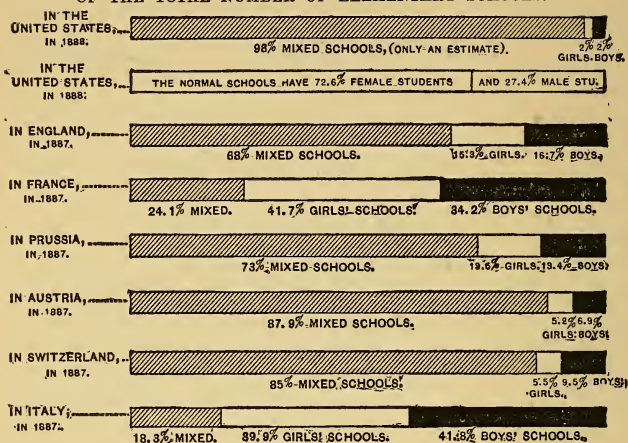 OF THE TOTAL NUMBER OF ELEMENTARY SCHOOLS.
IN THE
UNITED STATES,
IN 1888.
98% MIXED SCHOOLS, (ONLY AN ESTIMATE).
2% 2%
GIRLS. BOYS.
IN THE
UNITED STATES,
IN 1888.
THE NORMAL SCHOOLS HAVE 72.6% FEMALE STUDENTS AND 27.4% MALE STU.
IN ENGLAND,
IN 1887.
68% MIXED SCHOOLS. 15.3% GIRLS. 16.7% BOYS.
IN FRANCE,
IN 1887.
24.1% MIXED. 41.7% GIRLS' SCHOOLS. 34.2% BOYS' SCHOOLS.
IN PRUSSIA,
IN 1887.
73% MIXED SCHOOLS. 13.6% GIRLS. 13.4% BOYS.
IN AUSTRIA,
IN 1887.
87.9% MIXED SCHOOLS.
5.2% 6.9%
GIRLS. BOYS.
IN SWITZERLAND,
IN 1887.
85% MIXED SCHOOLS.
5.5% 9.5% BOYS.
GIRLS.
IN ITALY,
IN 1887.
18.3% MIXED. 39.9% GIRLS' SCHOOLS. 41.8% BOYS' SCHOOLS.